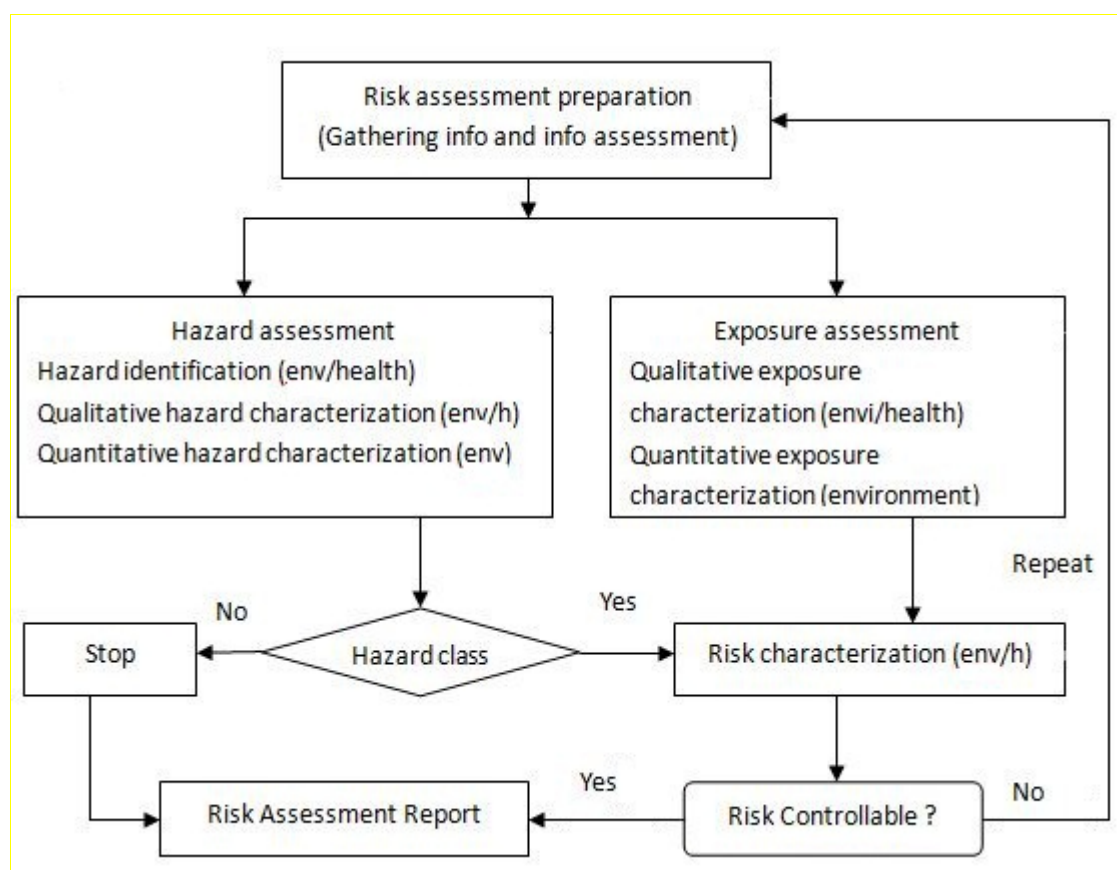 Risk assessment preparation
(Gathering info and info assessment)
Hazard assessment
Hazard identification (env/health)
Qualitative hazard characterization (env/h)
Quantitative hazard characterization (env)
Exposure assessment
Qualitative exposure
characterization (envi/health)
Quantitative exposure
characterization (environment)
Repeat
No
Yes
Stop
Hazard class
Risk characterization (env/h)
Yes
No
Risk Assessment Report
Risk Controllable ?